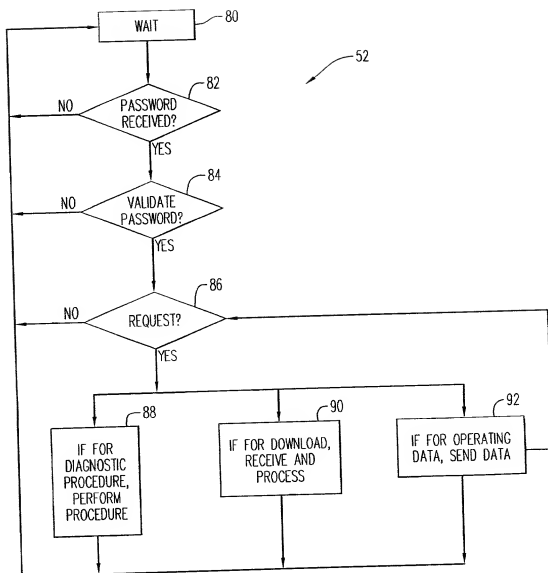 WAIT
80
52
82
NO
PASSWORD
RECEIVED?
YES
84
NO
VALIDATE
PASSWORD?
YES
86
NO
REQUEST?
YES
88
90
92
IF FOR
DIAGNOSTIC
PROCEDURE,
PERFORM
PROCEDURE
IF FOR DOWNLOAD,
RECEIVE AND
PROCESS
IF FOR OPERATING
DATA, SEND DATA